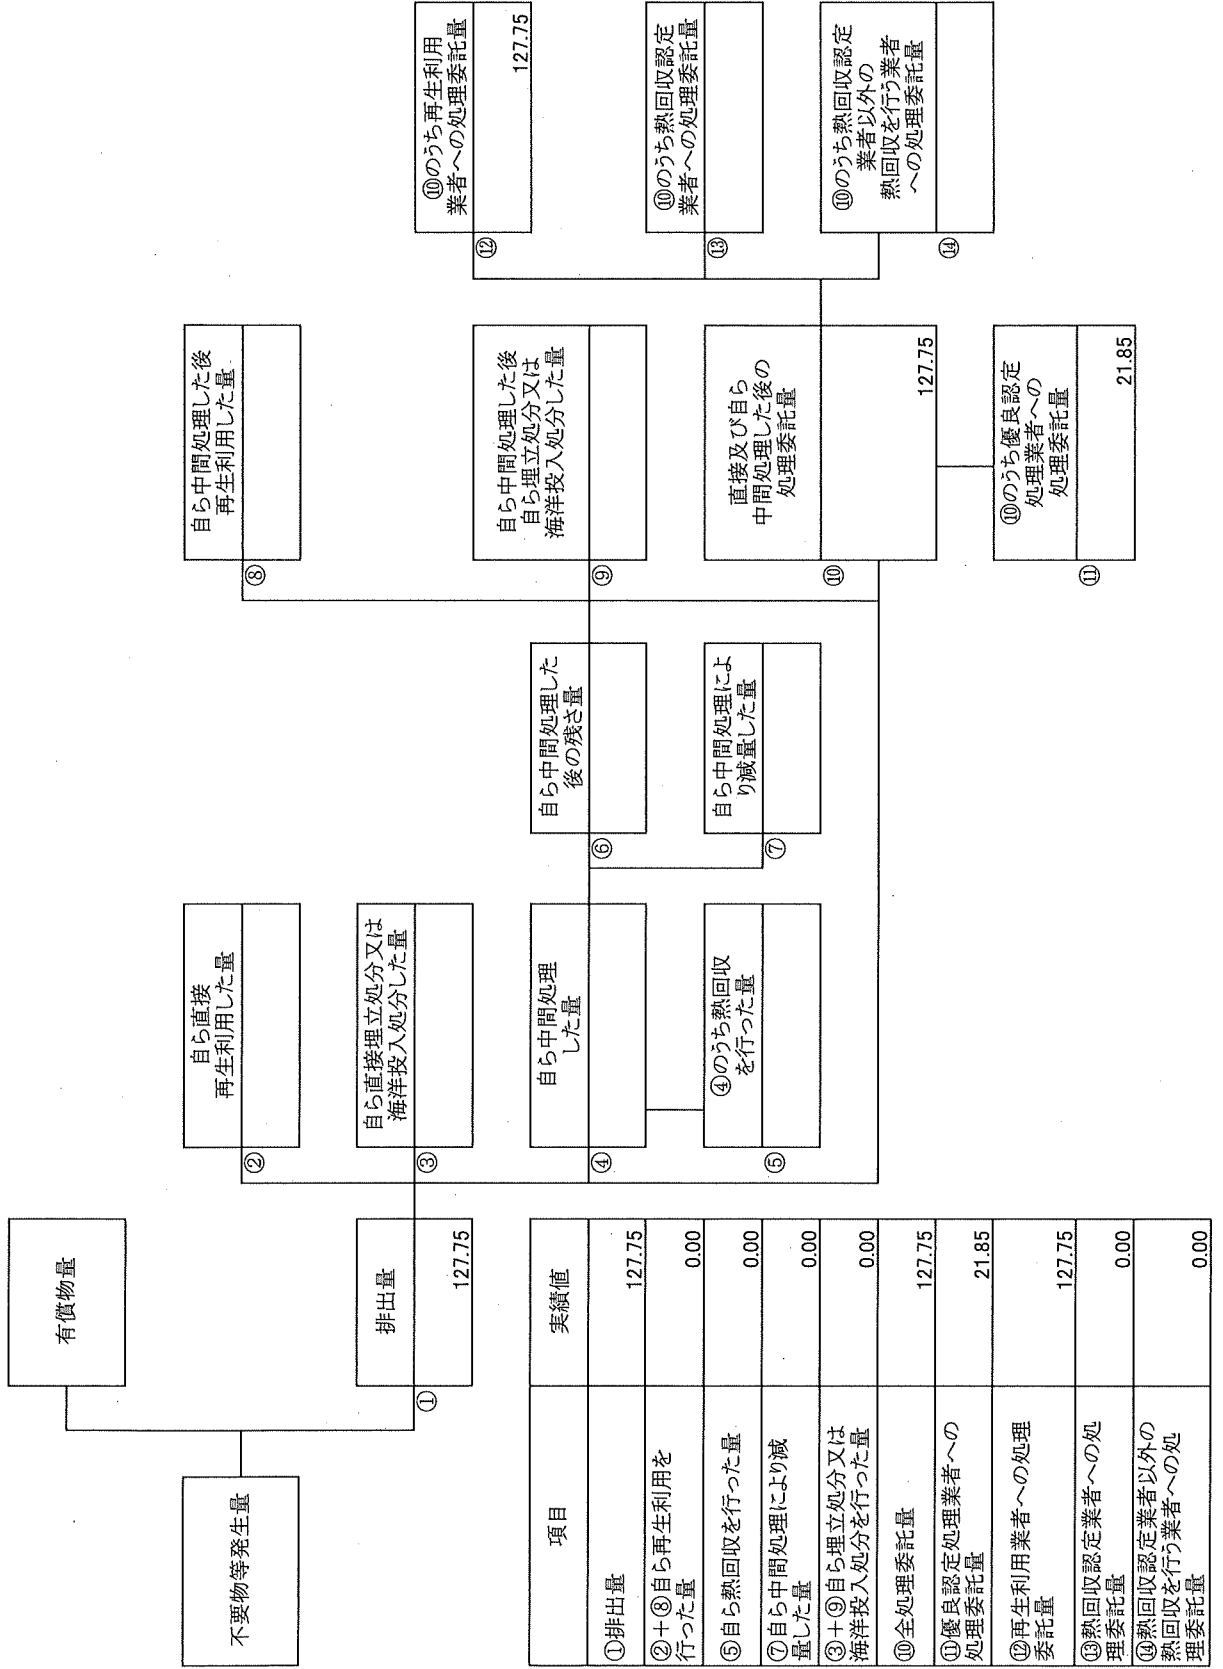 不要物等発生量
有償物量
排出量
①
127.75
自ら直接
再生利用した量
②
自ら直接埋立処分又は
海洋投入処分した量
③
自ら中間処理
した量
④
④のうち熱回収
を行った量
⑤
自ら中間処理した
後の残さ量
⑥
自ら中間処理によ
り減量した量
⑦
自ら中間処理した後
再生利用した量
⑧
自ら中間処理した後
自ら埋立処分又は
海洋投入処分した量
⑨
直接及び自ら
中間処理した後の
処理委託量
⑩
127.75
⑩のうち優良認定
処理業者への
処理委託量
⑪
21.85
⑩のうち再生利用
業者への処理委託量
⑫
127.75
⑩のうち熱回収認定
業者への処理委託量
⑬
⑩のうち熱回収認定
業者以外の
熱回収を行う業者
への処理委託量
⑭
項目 実績値
①排出量 127.75
②+⑧自ら再生利用を
行った量 0.00
⑤自ら熱回収を行った量 0.00
⑦自ら中間処理により減
量した量 0.00
③+⑨自ら埋立処分又は
海洋投入処分を行った量 0.00
⑩全処理委託量 127.75
⑪優良認定処理業者への
処理委託量 21.85
⑫再生利用業者への処理
委託量 127.75
⑬熱回収認定業者への処
理委託量 0.00
⑭熱回収認定業者以外の
熱回収を行う業者への処
理委託量 0.00